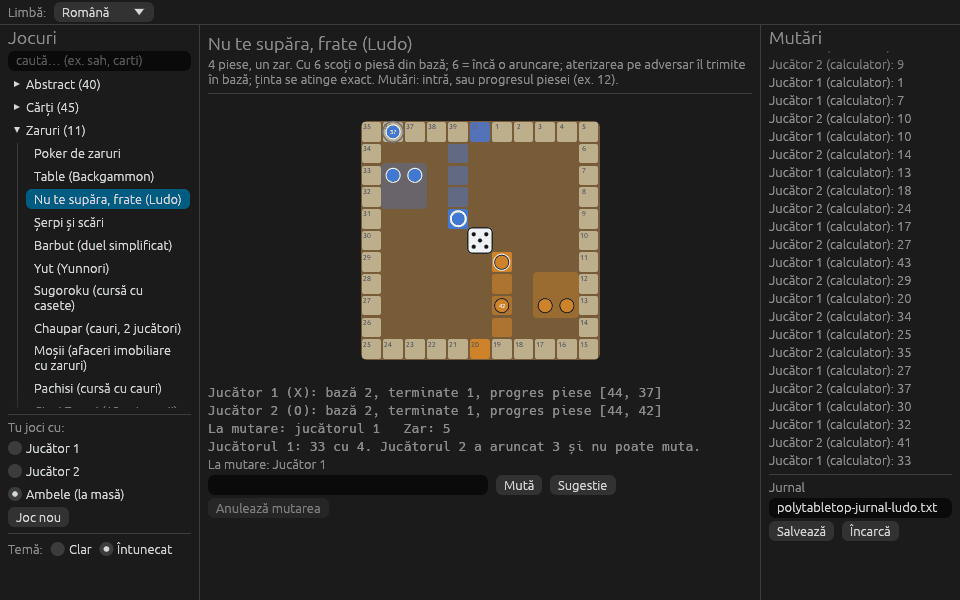 Limbă: Română
Jocuri
caută... (ex. sah, carti)
Abstract (40)
Cărți (45)
Zaruri (11)
Poker de zaruri
Table (Backgammon)
Nu te supăra, frate (Ludo)
Șerpi și scări
Barbut (duel simplificat)
Yut (Yunnori)
Sugoroku (cursă cu
casete)
Chaupar (cauri, 2 jucători)
Moșii (afaceri imobiliare
cu zaruri)
Pachisi (cursă cu cauri)
Tu joci cu:
Jucător 1
Jucător 2
Ambele (la masă)
Joc nou
Temă: Clar Întunecat
Nu te supăra, frate (Ludo)
4 piese, un zar. Cu 6 scoți o piesă din bază; 6 = încă o aruncare; aterizarea pe adversar îl trimite
în bază; ținta se atinge exact. Mutări: intră, sau progresul piesei (ex. 12).
35 37 37 38 39 1 2 3 4 5
34 6
33 7
32 8
31 9
30 10
29 11
28 12
27 42 13
26 14
25 24 23 22 21 20 19 18 17 16 15
Jucător 1 (X): bază 2, terminate 1, progres piese [44, 37]
Jucător 2 (O): bază 2, terminate 1, progres piese [44, 42]
La mutare: jucătorul 1 Zar: 5
Jucătorul 1: 33 cu 4. Jucătorul 2 a aruncat 3 și nu poate muta.
La mutare: Jucător 1
Mută Sugestie
Anulează mutarea
Mutări
Jucător 2 (calculator): 9
Jucător 1 (calculator): 1
Jucător 1 (calculator): 7
Jucător 2 (calculator): 10
Jucător 1 (calculator): 10
Jucător 2 (calculator): 14
Jucător 1 (calculator): 13
Jucător 2 (calculator): 18
Jucător 2 (calculator): 24
Jucător 1 (calculator): 17
Jucător 2 (calculator): 27
Jucător 1 (calculator): 43
Jucător 2 (calculator): 29
Jucător 1 (calculator): 20
Jucător 2 (calculator): 34
Jucător 1 (calculator): 25
Jucător 2 (calculator): 35
Jucător 1 (calculator): 27
Jucător 2 (calculator): 37
Jucător 1 (calculator): 30
Jucător 1 (calculator): 32
Jucător 2 (calculator): 41
Jucător 1 (calculator): 33
Jurnal
polytabletop-jurnal-ludo.txt
Salvează Încarcă